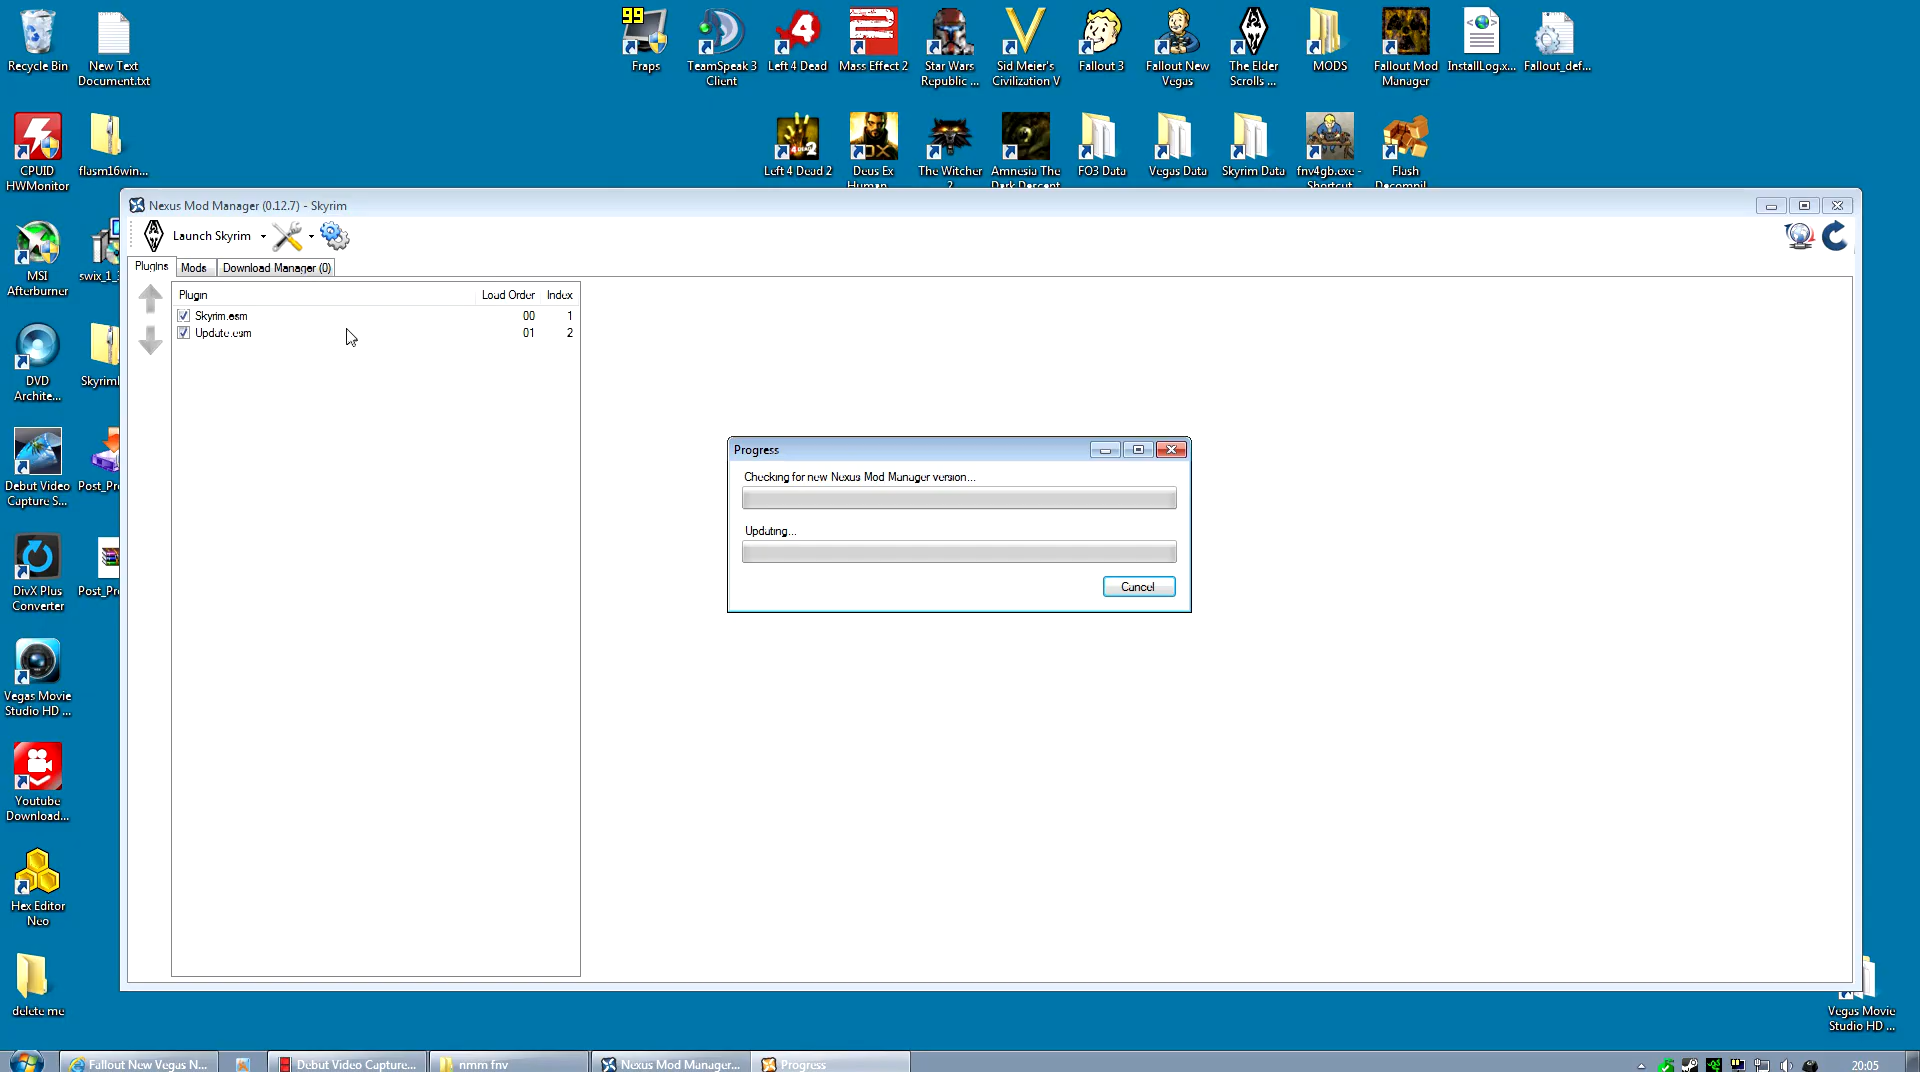 99
Recycle Bin
New Text
Document.txt
Fraps
TeamSpeak 3
Client
Left 4 Dead
Mass Effect 2
Star Wars
Republic ...
Sid Meier's
Civilization V
Fallout 3
Fallout New
Vegas
The Elder
Scrolls ...
MODS
Fallout Mod
Manager
InstallLog.x...
Fallout_def...
CPUID
HWMonitor
flasm16win...
Left 4 Dead 2
Deus Ex
Human
The Witcher
2
Amnesia The
Dark Descent
FO3 Data
Vegas Data
Skyrim Data
fnv4gb.exe -
Shortcut
Flash
Decompil...
Nexus Mod Manager (0.12.7) - Skyrim
Launch Skyrim
Plugins
Mods
Download Manager (0)
Plugin Load Order Index
Skyrim.esm 00 1
Update.esm 01 2
MSI
Afterburner
swix_1_
DVD
Archite...
Skyrim
Debut Video
Capture S...
Post_Pr
DivX Plus
Converter
Post_Pr
Vegas Movie
Studio HD ...
Youtube
Download...
Hex Editor
Neo
delete me
Progress
Checking for new Nexus Mod Manager version...
Updating...
Cancel
Vegas Movie
Studio HD ...
Fallout New Vegas N...
Debut Video Capture...
nmm fnv
Nexus Mod Manager...
Progress
20:05